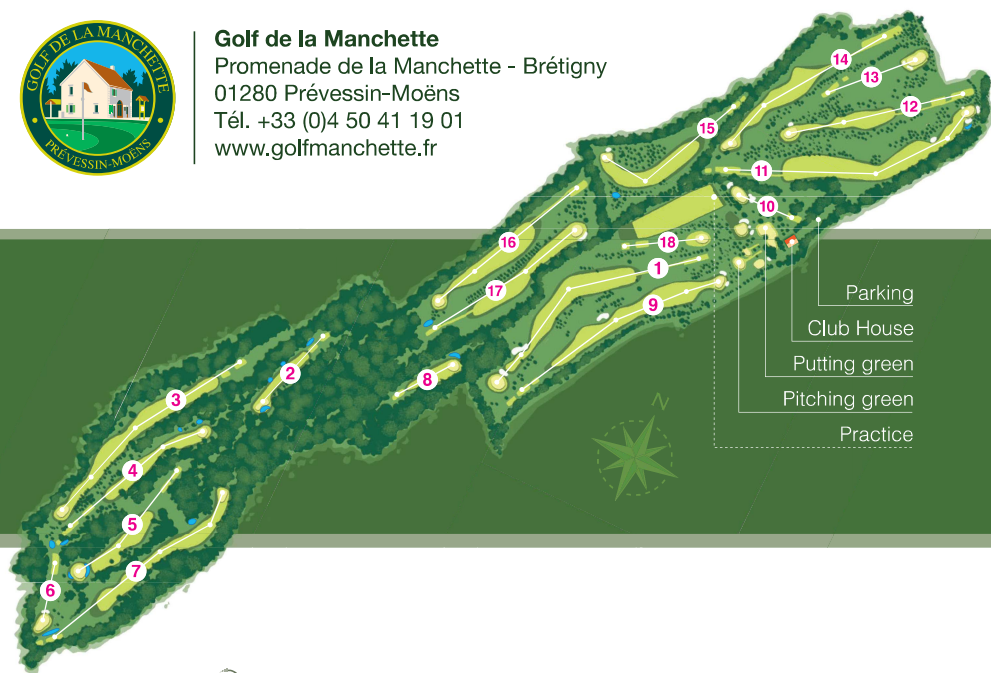 GOLF DE LA MANCHETTE
PRÉVESSIN-MOËNS
Golf de la Manchette
Promenade de la Manchette - Brétigny
01280 Prévessin-Moëns
Tél. +33 (0)4 50 41 19 01
www.golfmanchette.fr
14
13
12
15
11
10
16
18
1
17
9
2
8
3
4
5
7
6
Parking
Club House
Putting green
Pitching green
Practice
N